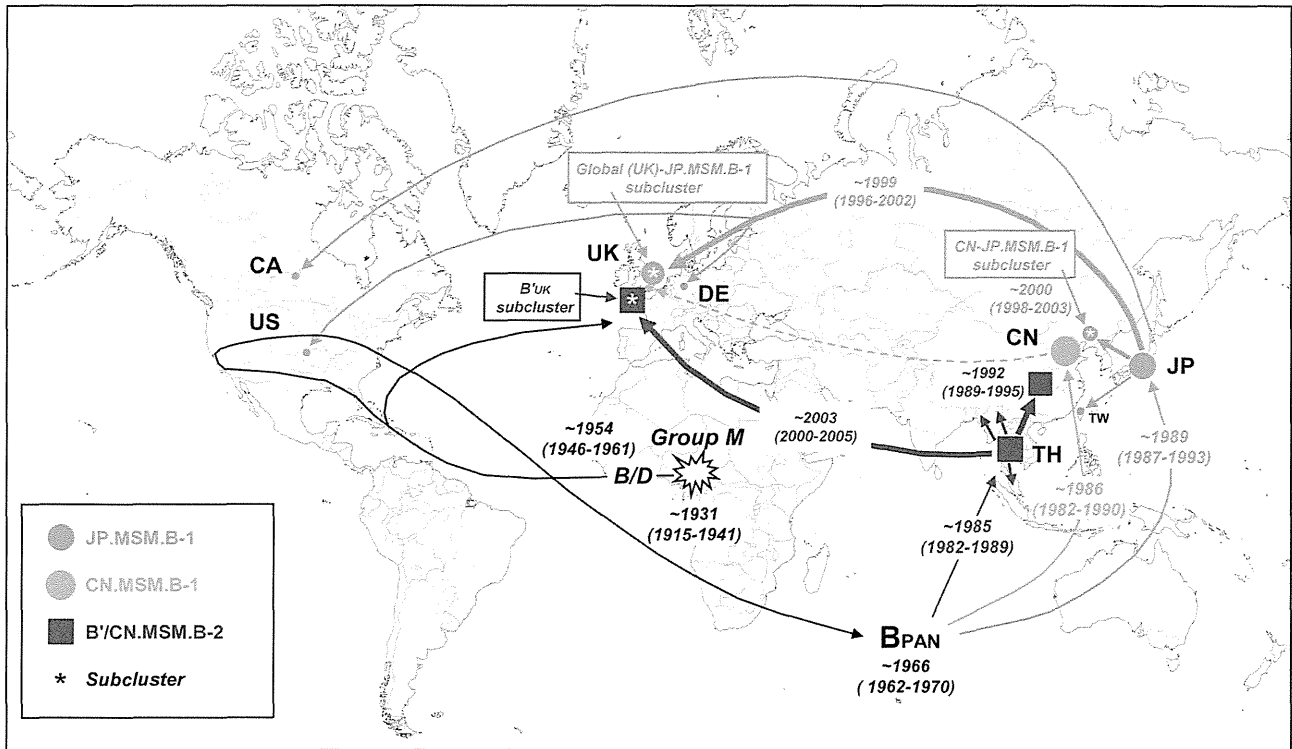 Global (UK)-JP.MSM.B-1
subcluster
~1999
(1996-2002)
CN-JP.MSM.B-1
subcluster
~2000
(1998-2003)
CA
UK
DE
B'UK
subcluster
US
CN
JP
~1992
(1989-1995)
TW
~2003
(2000-2005)
TH
~1954
(1946-1961)
Group M
B/D
~1989
(1987-1993)
~1986
(1982-1990)
~1931
(1915-1941)
~1985
(1982-1989)
BPAN
~1966
( 1962-1970)
JP.MSM.B-1
CN.MSM.B-1
B'/CN.MSM.B-2
* Subcluster